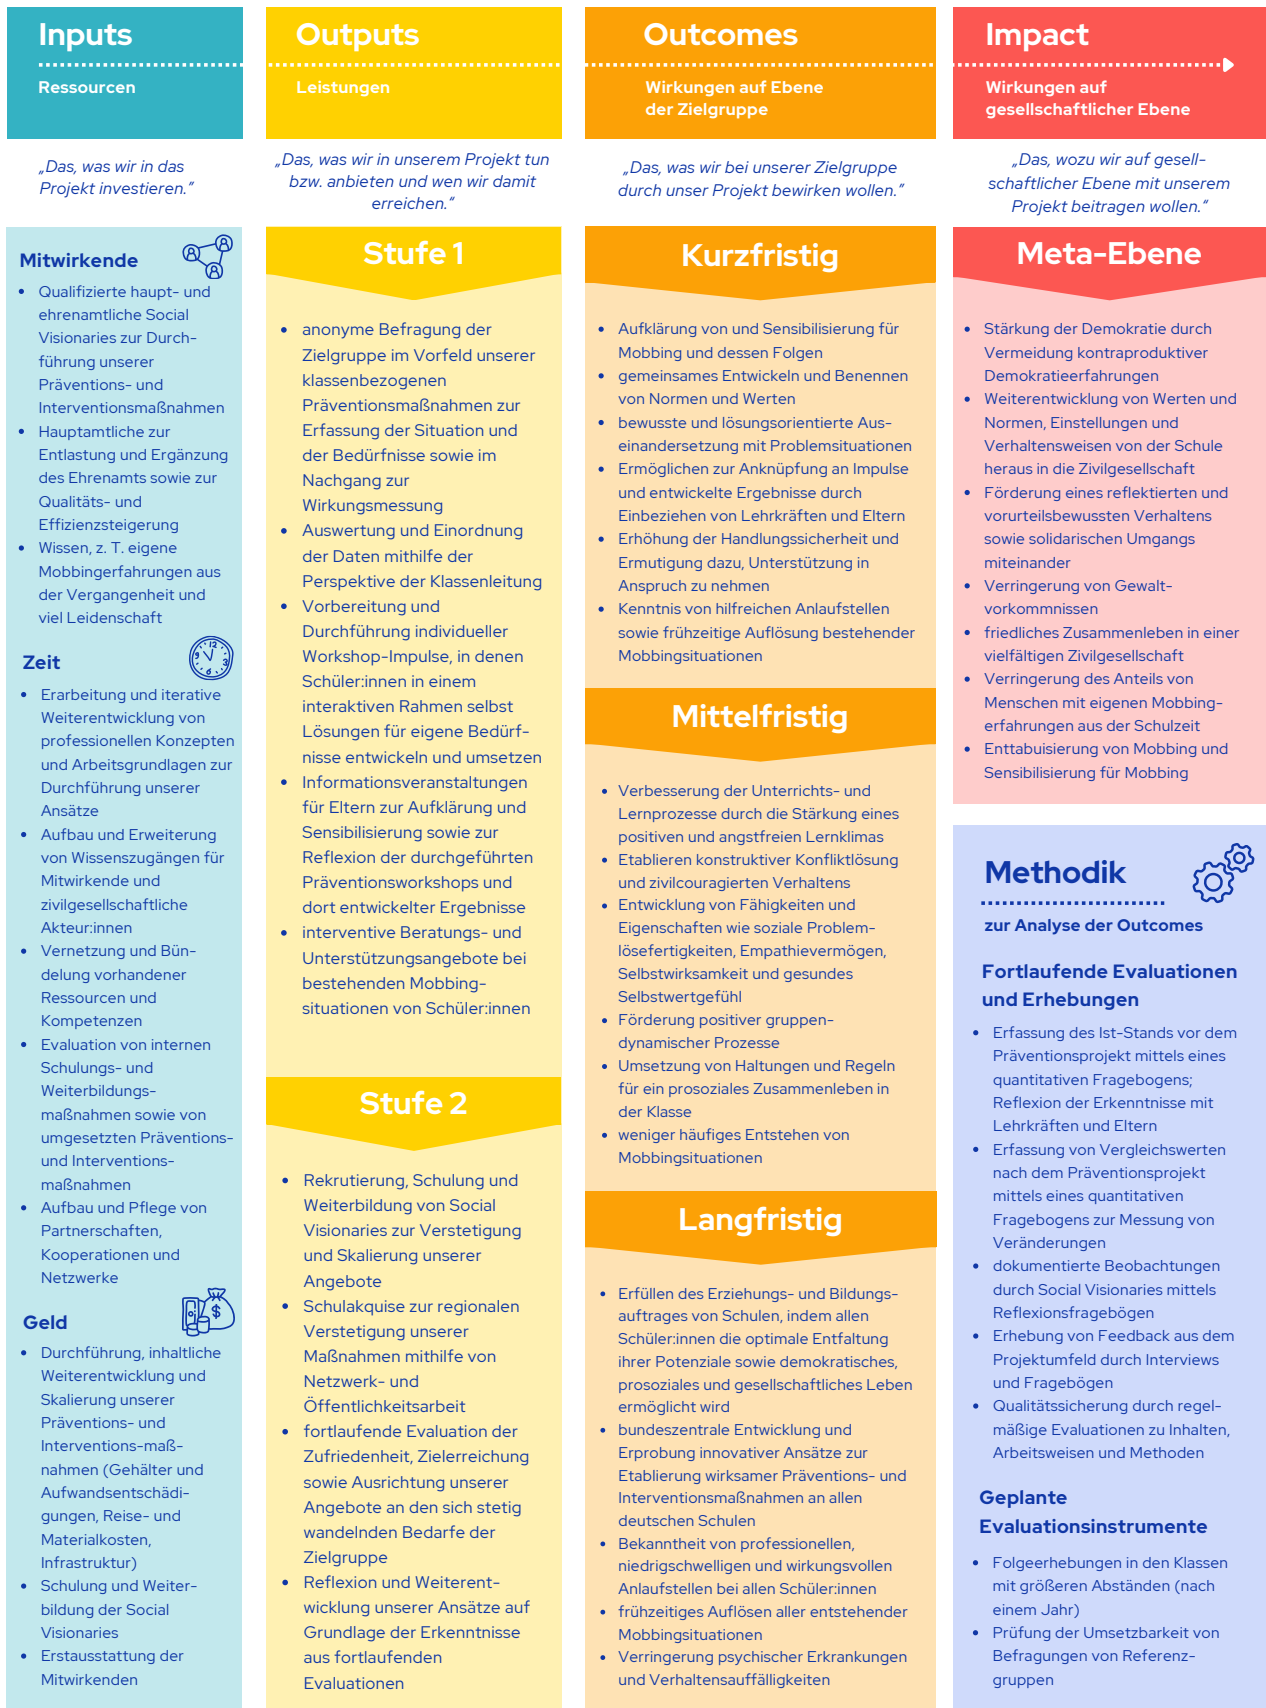 Inputs
Ressourcen
„Das, was wir in das
Projekt investieren.“
Mitwirkende
• Qualifizierte haupt- und
ehrenamtliche Social
Visionaries zur Durch-
führung unserer
Präventions- und
Interventionsmaßnahmen
• Hauptamtliche zur
Entlastung und Ergänzung
des Ehrenamts sowie zur
Qualitäts- und
Effizienzsteigerung
• Wissen, z. T. eigene
Mobbingerfahrungen aus
der Vergangenheit und
viel Leidenschaft
Zeit
• Erarbeitung und iterative
Weiterentwicklung von
professionellen Konzepten
und Arbeitsgrundlagen zur
Durchführung unserer
Ansätze
• Aufbau und Erweiterung
von Wissenszugängen für
Mitwirkende und
zivilgesellschaftliche
Akteur:innen
• Vernetzung und Bün-
delung vorhandener
Ressourcen und
Kompetenzen
• Evaluation von internen
Schulungs- und
Weiterbildungs-
maßnahmen sowie von
umgesetzten Präventions-
und Interventions-
maßnahmen
• Aufbau und Pflege von
Partnerschaften,
Kooperationen und
Netzwerke
Geld
• Durchführung, inhaltliche
Weiterentwicklung und
Skalierung unserer
Präventions- und
Interventions-maß-
nahmen (Gehälter und
Aufwandsentschädi-
gungen, Reise- und
Materialkosten,
Infrastruktur)
• Schulung und Weiter-
bildung der Social
Visionaries
• Erstausstattung der
Mitwirkenden
Outputs
Leistungen
„Das, was wir in unserem Projekt tun
bzw. anbieten und wen wir damit
erreichen.“
Stufe 1
• anonyme Befragung der
Zielgruppe im Vorfeld unserer
klassenbezogenen
Präventionsmaßnahmen zur
Erfassung der Situation und
der Bedürfnisse sowie im
Nachgang zur
Wirkungsmessung
• Auswertung und Einordnung
der Daten mithilfe der
Perspektive der Klassenleitung
• Vorbereitung und
Durchführung individueller
Workshop-Impulse, in denen
Schüler:innen in einem
interaktiven Rahmen selbst
Lösungen für eigene Bedürf-
nisse entwickeln und umsetzen
• Informationsveranstaltungen
für Eltern zur Aufklärung und
Sensibilisierung sowie zur
Reflexion der durchgeführten
Präventionsworkshops und
dort entwickelter Ergebnisse
• interventive Beratungs- und
Unterstützungsangebote bei
bestehenden Mobbing-
situationen von Schüler:innen
Stufe 2
• Rekrutierung, Schulung und
Weiterbildung von Social
Visionaries zur Verstetigung
und Skalierung unserer
Angebote
• Schulakquise zur regionalen
Verstetigung unserer
Maßnahmen mithilfe von
Netzwerk- und
Öffentlichkeitsarbeit
• fortlaufende Evaluation der
Zufriedenheit, Zielerreichung
sowie Ausrichtung unserer
Angebote an den sich stetig
wandelnden Bedarfe der
Zielgruppe
• Reflexion und Weiterent-
wicklung unserer Ansätze auf
Grundlage der Erkenntnisse
aus fortlaufenden
Evaluationen
Outcomes
Wirkungen auf Ebene
der Zielgruppe
„Das, was wir bei unserer Zielgruppe
durch unser Projekt bewirken wollen.“
Kurzfristig
• Aufklärung von und Sensibilisierung für
Mobbing und dessen Folgen
• gemeinsames Entwickeln und Benennen
von Normen und Werten
• bewusste und lösungsorientierte Aus-
einandersetzung mit Problemsituationen
• Ermöglichen zur Anknüpfung an Impulse
und entwickelte Ergebnisse durch
Einbeziehen von Lehrkräften und Eltern
• Erhöhung der Handlungssicherheit und
Ermutigung dazu, Unterstützung in
Anspruch zu nehmen
• Kenntnis von hilfreichen Anlaufstellen
sowie frühzeitige Auflösung bestehender
Mobbingsituationen
Mittelfristig
• Verbesserung der Unterrichts- und
Lernprozesse durch die Stärkung eines
positiven und angstfreien Lernklimas
• Etablieren konstruktiver Konfliktlösung
und zivilcouragierten Verhaltens
• Entwicklung von Fähigkeiten und
Eigenschaften wie soziale Problem-
lösefertigkeiten, Empathievermögen,
Selbstwirksamkeit und gesundes
Selbstwertgefühl
• Förderung positiver gruppen-
dynamischer Prozesse
• Umsetzung von Haltungen und Regeln
für ein prosoziales Zusammenleben in
der Klasse
• weniger häufiges Entstehen von
Mobbingsituationen
Langfristig
• Erfüllen des Erziehungs- und Bildungs-
auftrages von Schulen, indem allen
Schüler:innen die optimale Entfaltung
ihrer Potenziale sowie demokratisches,
prosoziales und gesellschaftliches Leben
ermöglicht wird
• bundeszentrale Entwicklung und
Erprobung innovativer Ansätze zur
Etablierung wirksamer Präventions- und
Interventionsmaßnahmen an allen
deutschen Schulen
• Bekanntheit von professionellen,
niedrigschwelligen und wirkungsvollen
Anlaufstellen bei allen Schüler:innen
• frühzeitiges Auflösen aller entstehender
Mobbingsituationen
• Verringerung psychischer Erkrankungen
und Verhaltensauffälligkeiten
Impact
Wirkungen auf
gesellschaftlicher Ebene
„Das, wozu wir auf gesell-
schaftlicher Ebene mit unserem
Projekt beitragen wollen.“
Meta-Ebene
• Stärkung der Demokratie durch
Vermeidung kontraproduktiver
Demokratieerfahrungen
• Weiterentwicklung von Werten und
Normen, Einstellungen und
Verhaltensweisen von der Schule
heraus in die Zivilgesellschaft
• Förderung eines reflektierten und
vorurteilsbewussten Verhaltens
sowie solidarischen Umgangs
miteinander
• Verringerung von Gewalt-
vorkommnissen
• friedliches Zusammenleben in einer
vielfältigen Zivilgesellschaft
• Verringerung des Anteils von
Menschen mit eigenen Mobbing-
erfahrungen aus der Schulzeit
• Enttabuisierung von Mobbing und
Sensibilisierung für Mobbing
Methodik
zur Analyse der Outcomes
Fortlaufende Evaluationen
und Erhebungen
• Erfassung des Ist-Stands vor dem
Präventionsprojekt mittels eines
quantitativen Fragebogens;
Reflexion der Erkenntnisse mit
Lehrkräften und Eltern
• Erfassung von Vergleichswerten
nach dem Präventionsprojekt
mittels eines quantitativen
Fragebogens zur Messung von
Veränderungen
• dokumentierte Beobachtungen
durch Social Visionaries mittels
Reflexionsfragebögen
• Erhebung von Feedback aus dem
Projektumfeld durch Interviews
und Fragebögen
• Qualitätssicherung durch regel-
mäßige Evaluationen zu Inhalten,
Arbeitsweisen und Methoden
Geplante
Evaluationsinstrumente
• Folgeerhebungen in den Klassen
mit größeren Abständen (nach
einem Jahr)
• Prüfung der Umsetzbarkeit von
Befragungen von Referenz-
gruppen